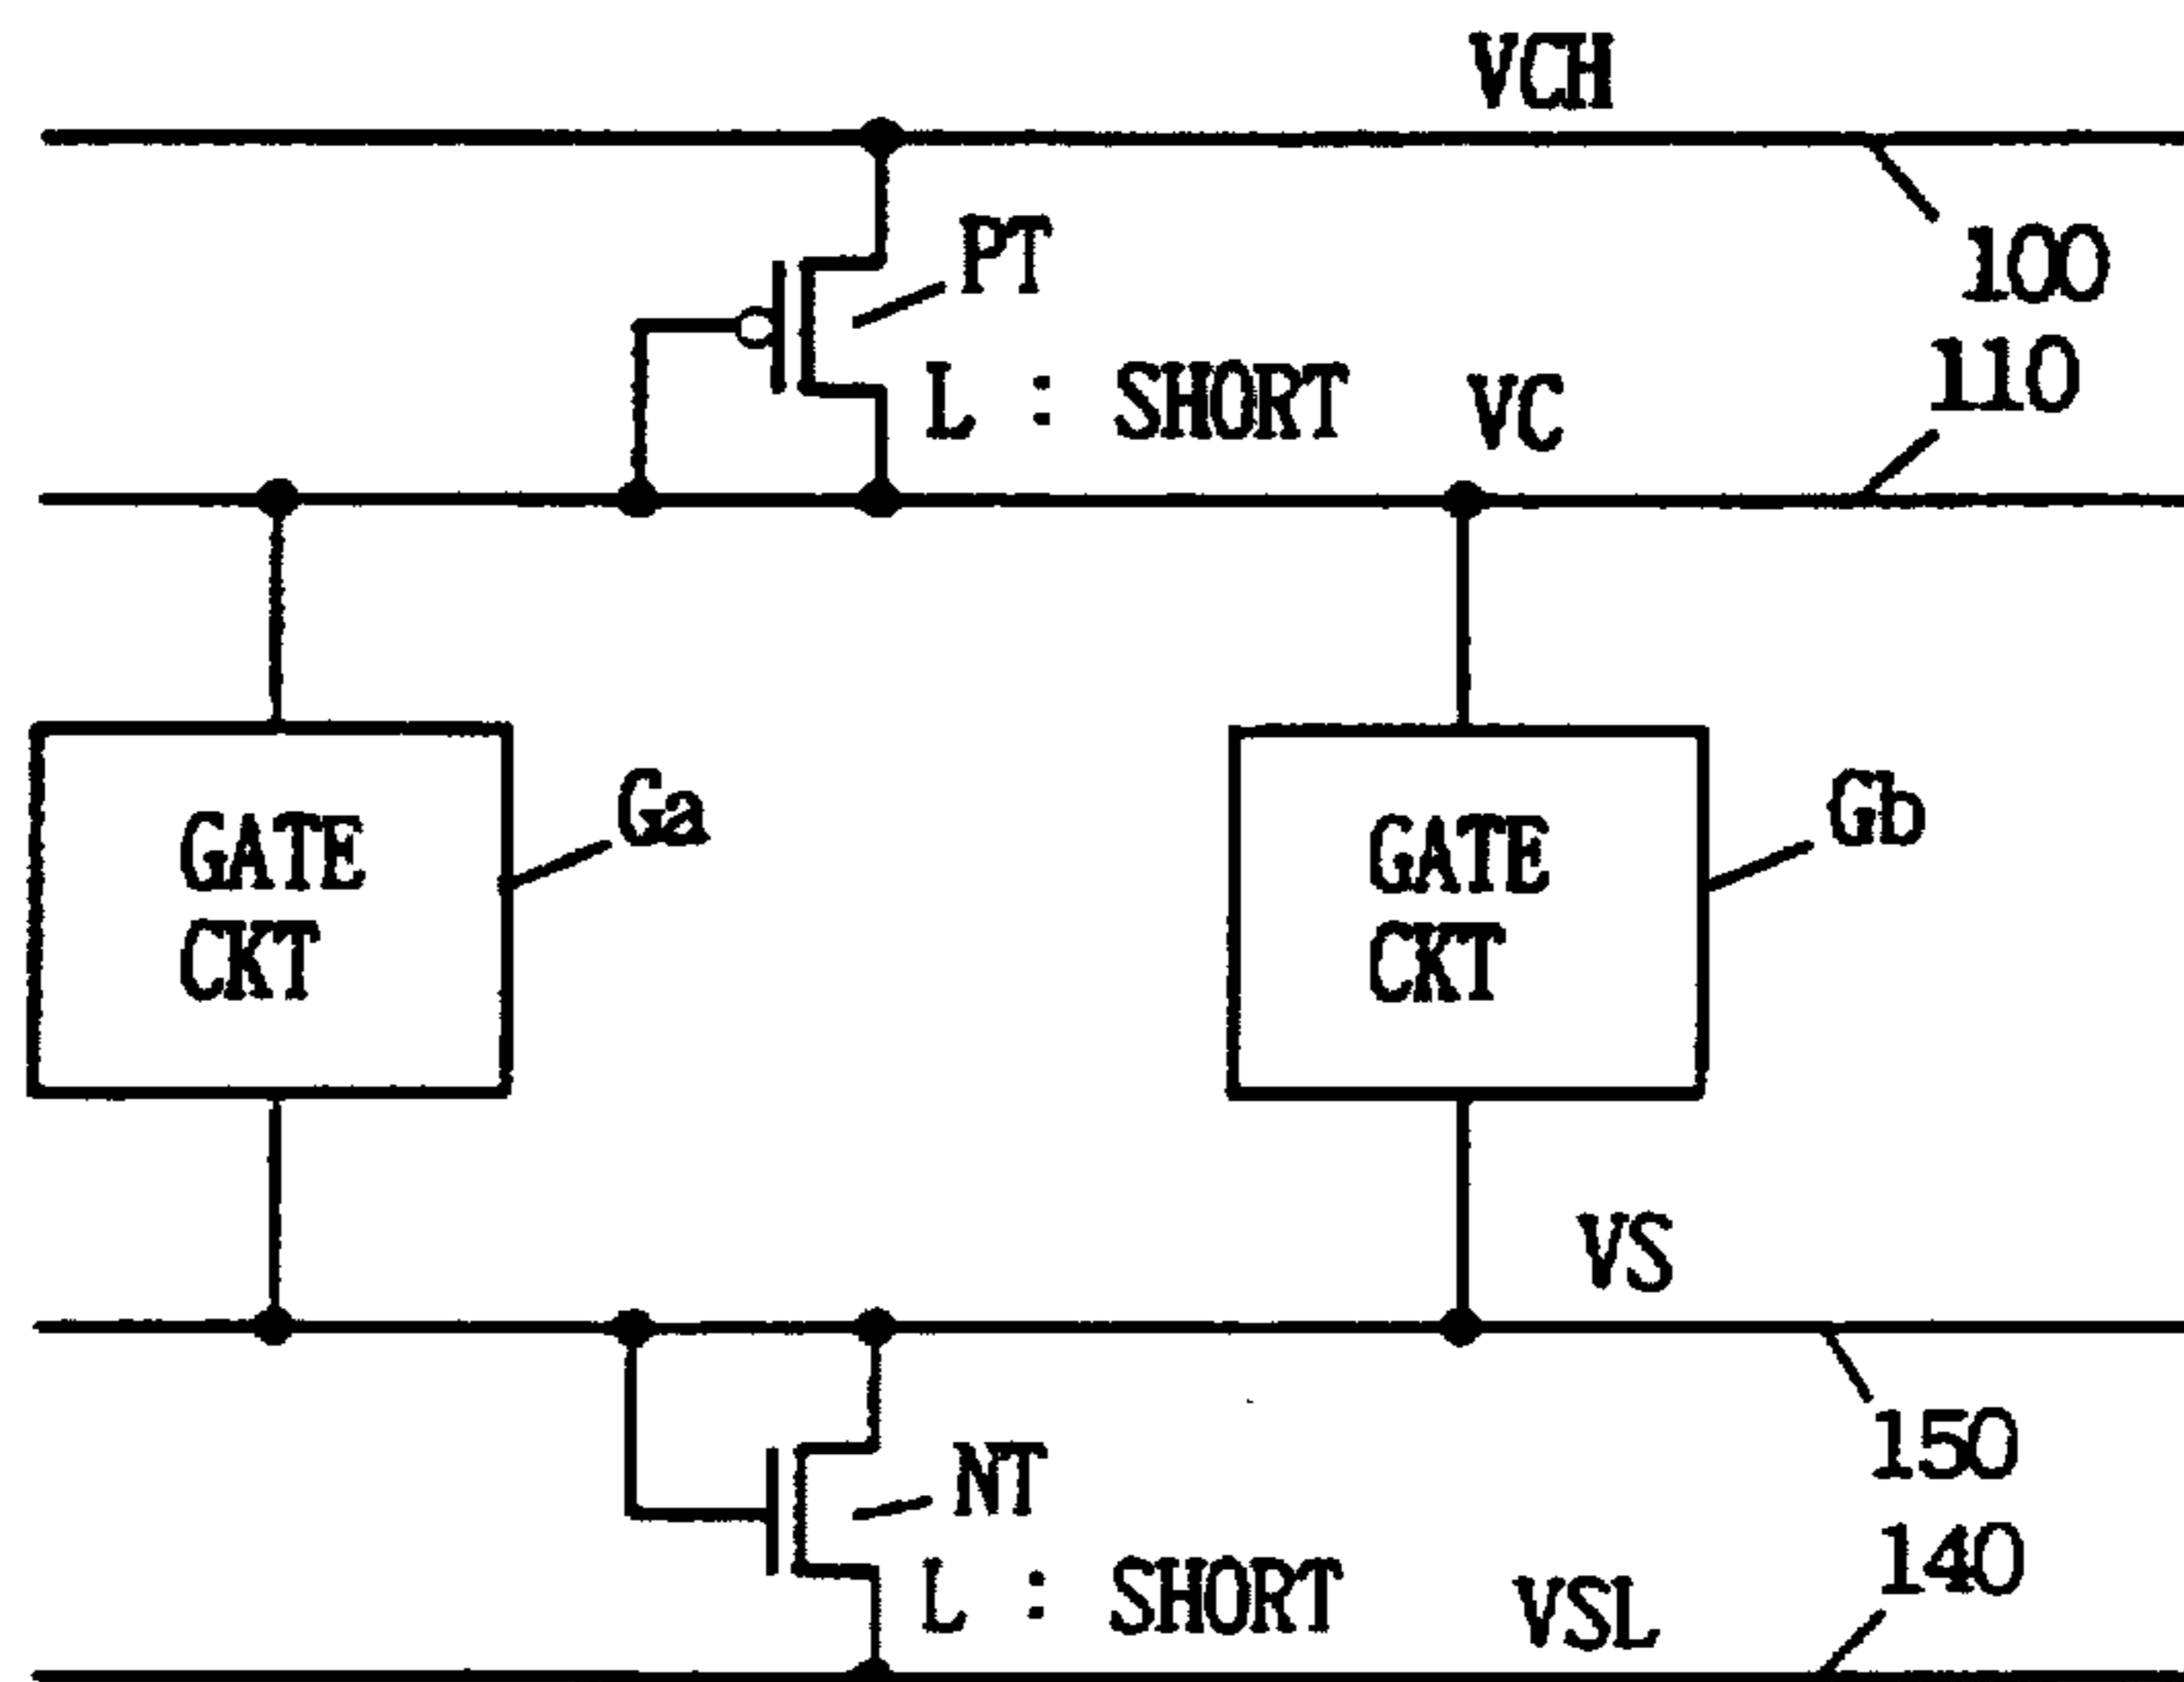 VCH
100
PT
110
L : SHORT
VC
GATE
CKT
Ga
GATE
CKT
Gb
VS
150
NT
140
L : SHORT
VSL